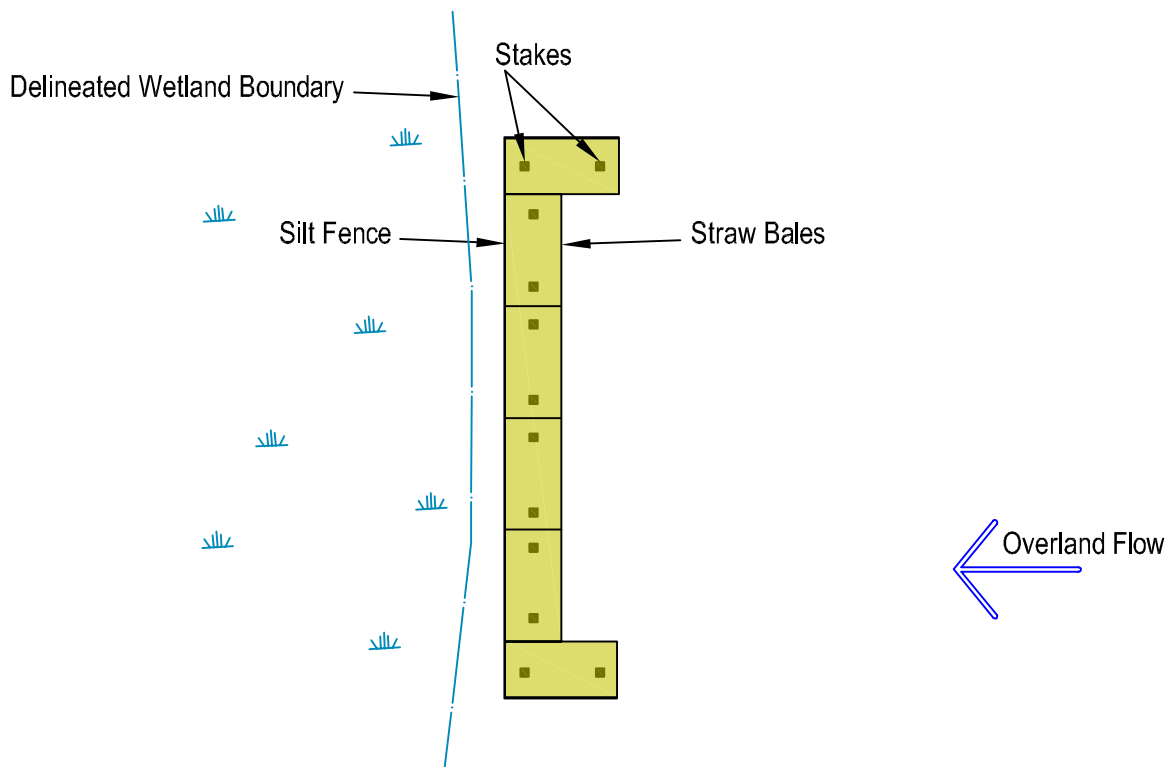 Stakes
Delineated Wetland Boundary
Silt Fence
Straw Bales
Overland Flow